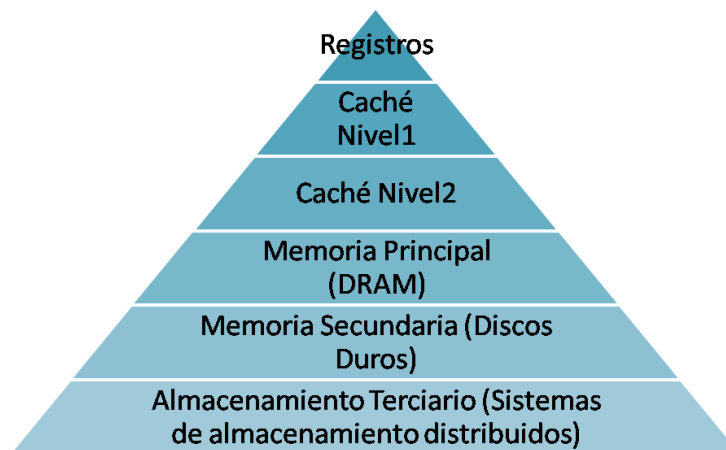 Registros
Caché
Nivel1
Caché Nivel2
Memoria Principal
(DRAM)
Memoria Secundaria (Discos
Duros)
Almacenamiento Terciario (Sistemas
de almacenamiento distribuidos)